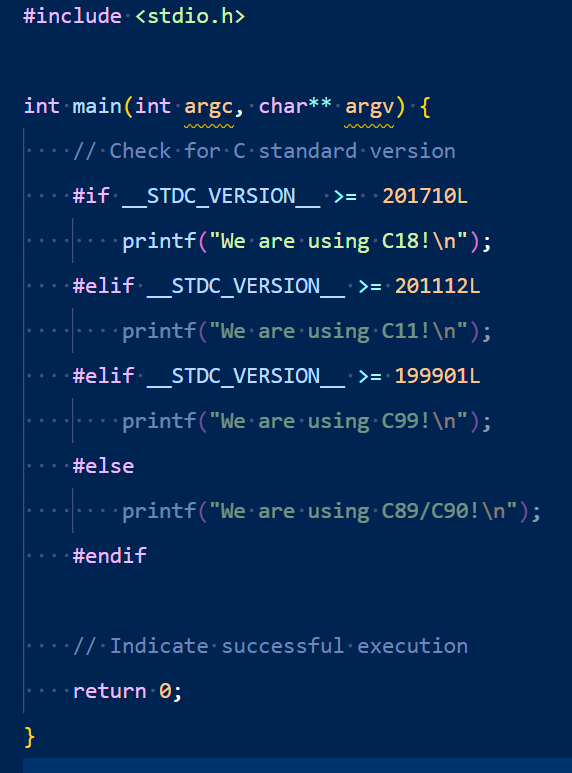 #include <stdio.h>

int main(int argc, char** argv) {
    // Check for C standard version
    #if __STDC_VERSION__ >=  201710L
        printf("We are using C18!\n");
    #elif __STDC_VERSION__ >= 201112L
        printf("We are using C11!\n");
    #elif __STDC_VERSION__ >= 199901L
        printf("We are using C99!\n");
    #else
        printf("We are using C89/C90!\n");
    #endif

    // Indicate successful execution
    return 0;
}